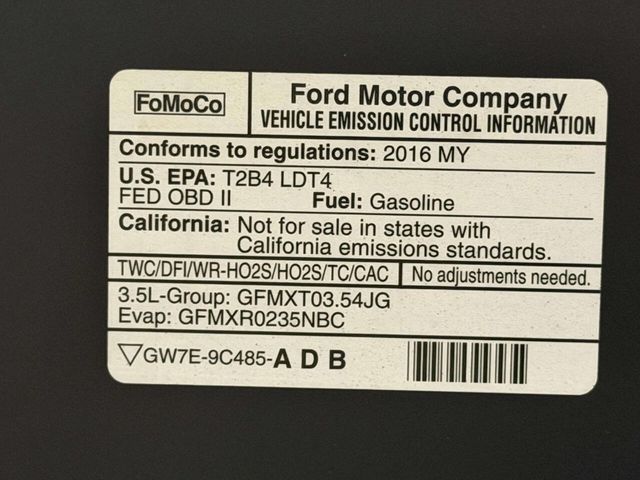 FoMoCo
Ford Motor Company
VEHICLE EMISSION CONTROL INFORMATION
Conforms to regulations: 2016 MY
U.S. EPA: T2B4 LDT4
FED OBD II Fuel: Gasoline
California: Not for sale in states with
California emissions standards.
TWC/DFI/WR-HO2S/HO2S/TC/CAC No adjustments needed.
3.5L-Group: GFMXT03.54JG
Evap: GFMXR0235NBC
▽GW7E-9C485-A D B